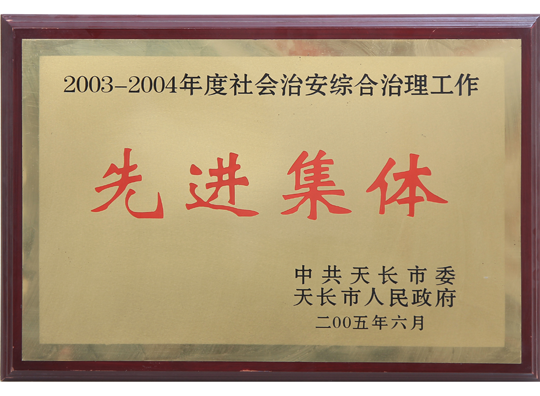 2003-2004年度社会治安综合治理工作
先进集体
中共天长市委
天长市人民政府
二00五年六月